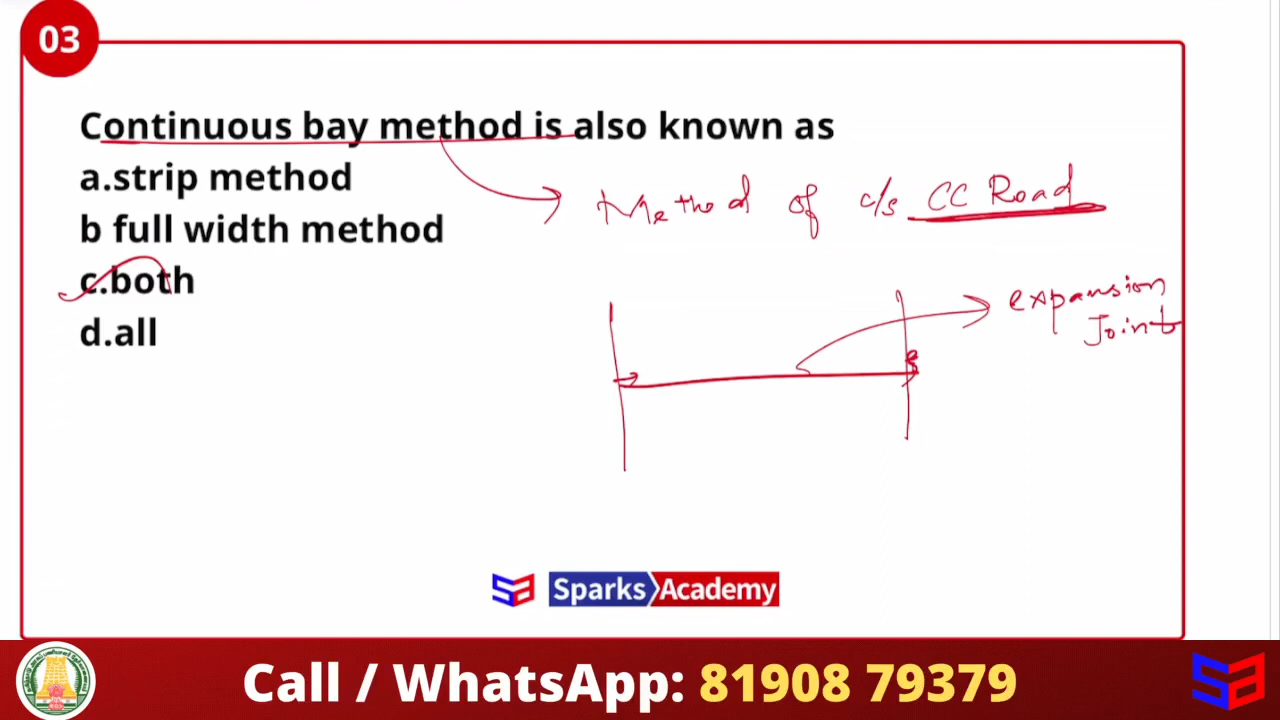 03
Continuous bay method is also known as
a.strip method
b full width method
c.both
d.all
Method of c/s CC Road
expansion
Joint
Sparks Academy
Call / WhatsApp: 81908 79379